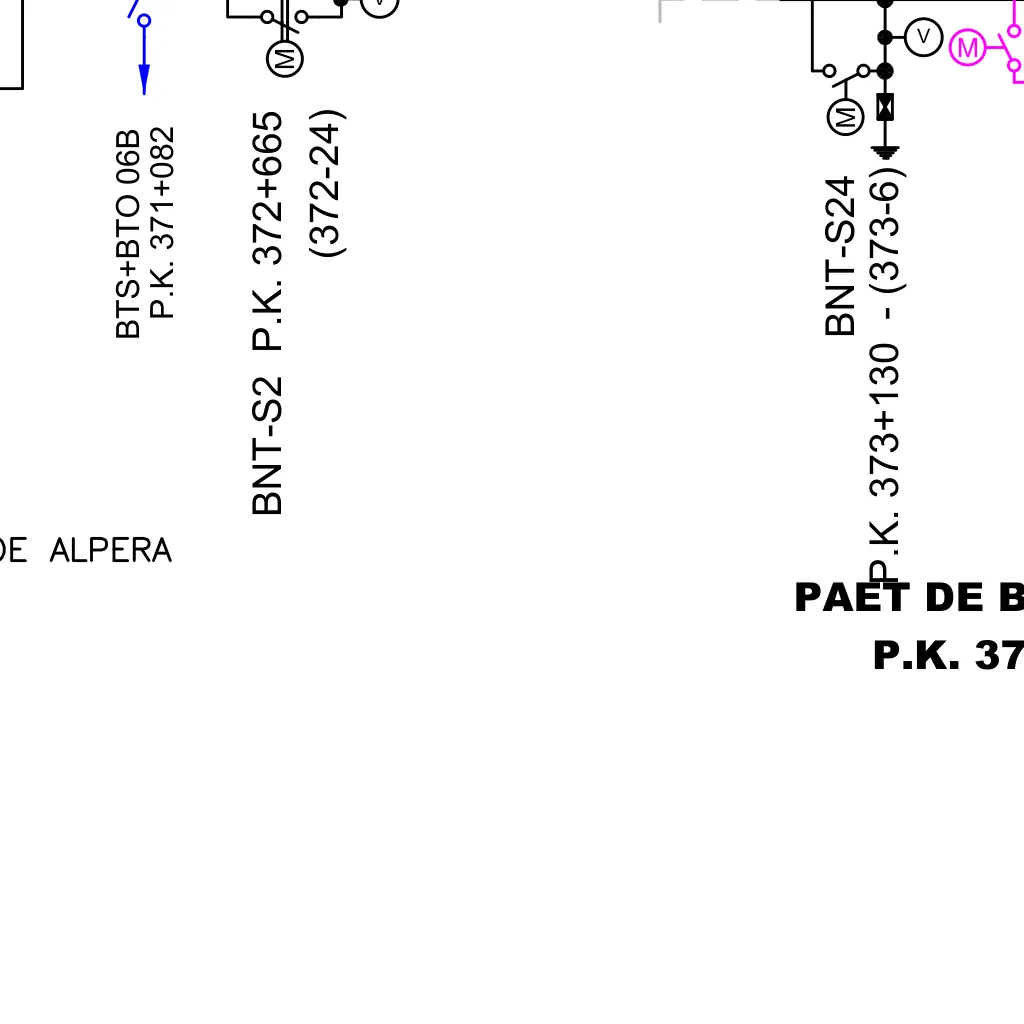 V
M
V
M
M
BTS+BTO 06B
P.K. 371+082
BNT-S2 P.K. 372+665
(372-24)
BNT-S24
P.K. 373+130 - (373-6)
DE ALPERA
PAET DE B
P.K. 37